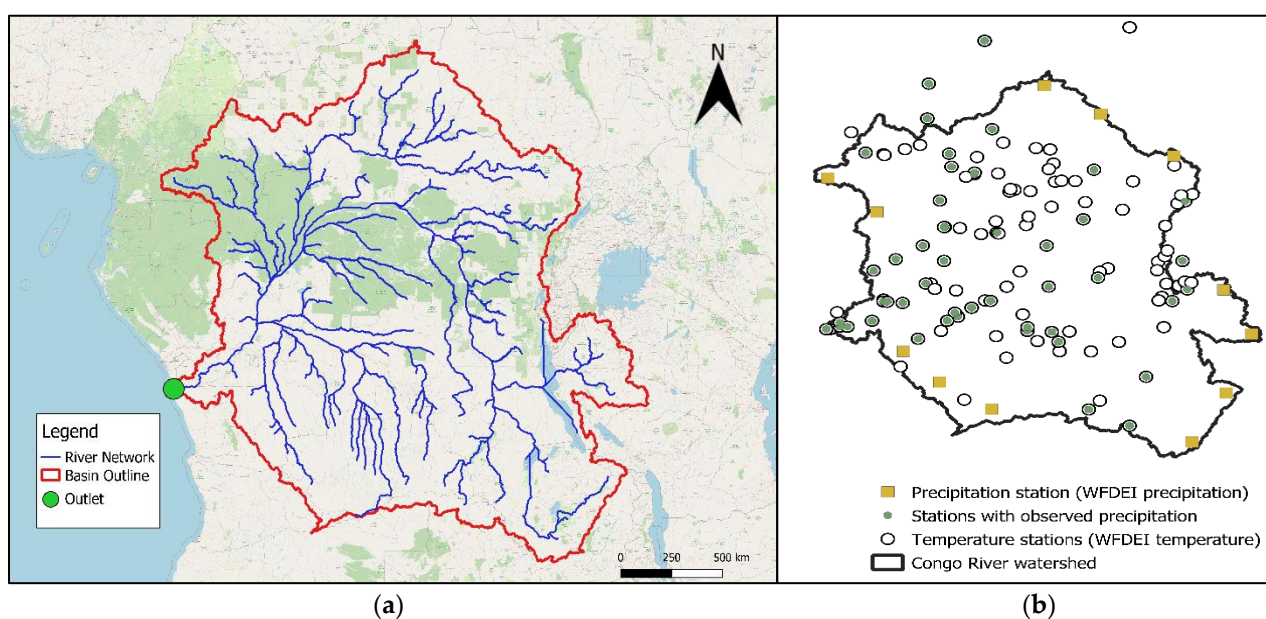 N
Legend
River Network
Basin Outline
Outlet
0 250 500 km
Precipitation station (WFDEI precipitation)
Stations with observed precipitation
Temperature stations (WFDEI temperature)
Congo River watershed
(a)
(b)